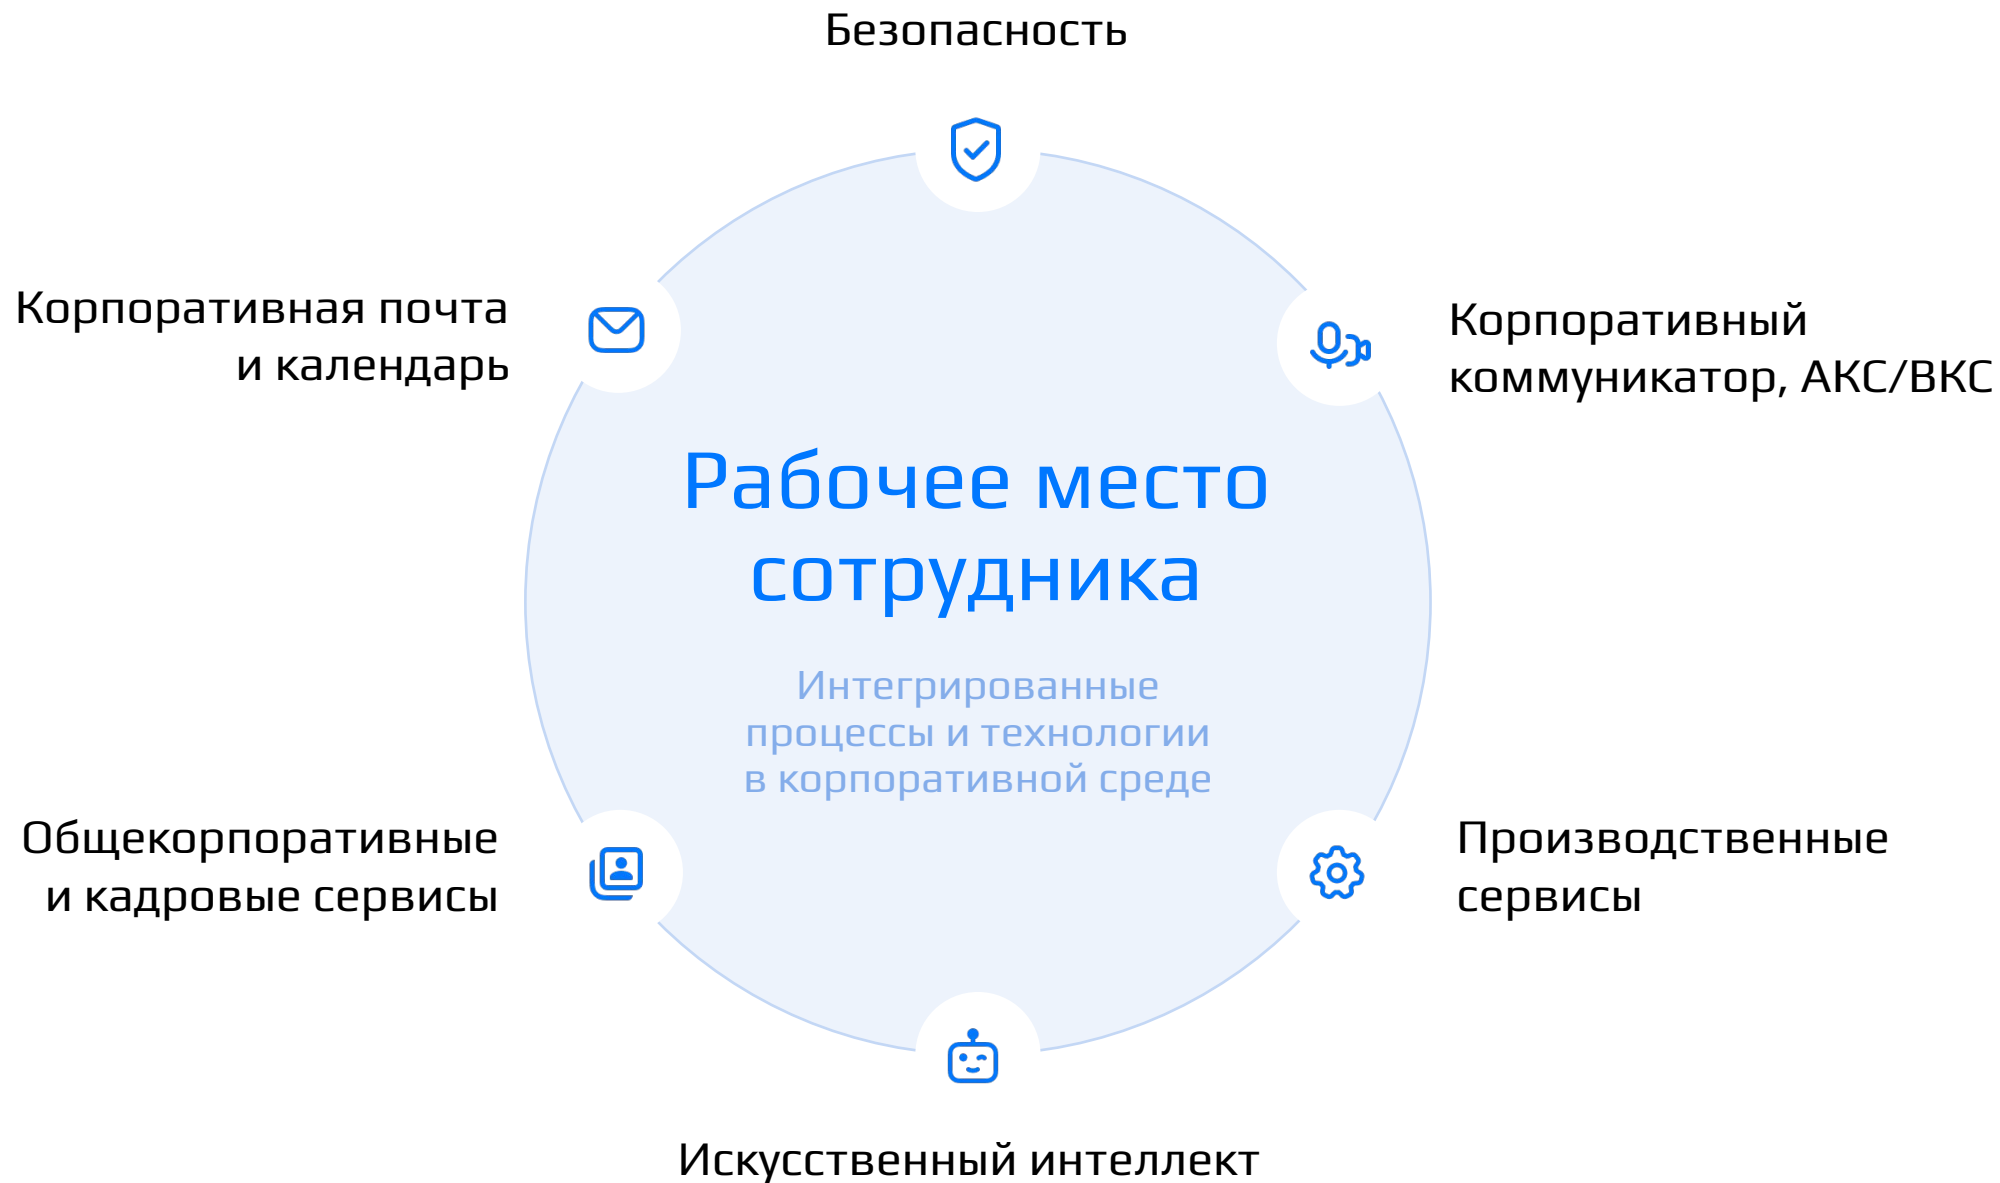 Безопасность
Корпоративная почта
и календарь
Корпоративный
коммуникатор, АКС/ВКС
Рабочее место
сотрудника
Интегрированные
процессы и технологии
в корпоративной среде
Общекорпоративные
и кадровые сервисы
Производственные
сервисы
Искусственный интеллект